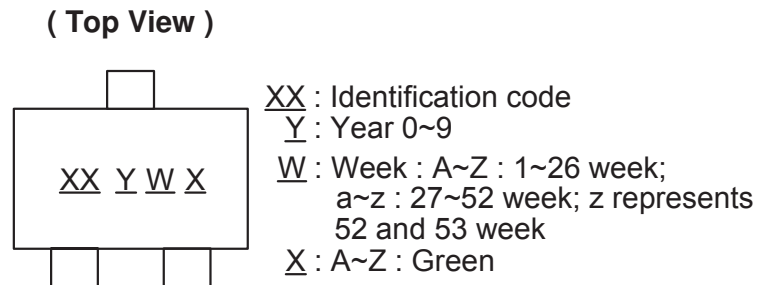 ( Top View )
XX Y W X
XX : Identification code
Y : Year 0~9
W : Week : A~Z : 1~26 week;
a~z : 27~52 week; z represents
52 and 53 week
X : A~Z : Green